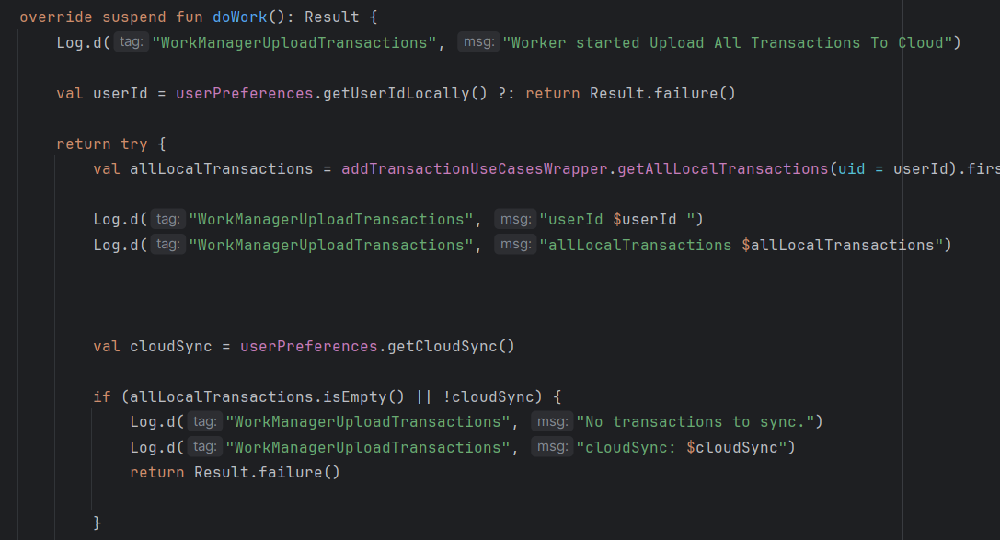 override suspend fun doWork(): Result {
Log.d( tag: "WorkManagerUploadTransactions", msg: "Worker started Upload All Transactions To Cloud")
val userId = userPreferences.getUserIdLocally() ?: return Result.failure()
return try {
val allLocalTransactions = addTransactionUseCasesWrapper.getAllLocalTransactions(uid = userId).firs
Log.d( tag: "WorkManagerUploadTransactions", msg: "userId $userId ")
Log.d( tag: "WorkManagerUploadTransactions", msg: "allLocalTransactions $allLocalTransactions")
val cloudSync = userPreferences.getCloudSync()
if (allLocalTransactions.isEmpty() || !cloudSync) {
Log.d( tag: "WorkManagerUploadTransactions", msg: "No transactions to sync.")
Log.d( tag: "WorkManagerUploadTransactions", msg: "cloudSync: $cloudSync")
return Result.failure()
}